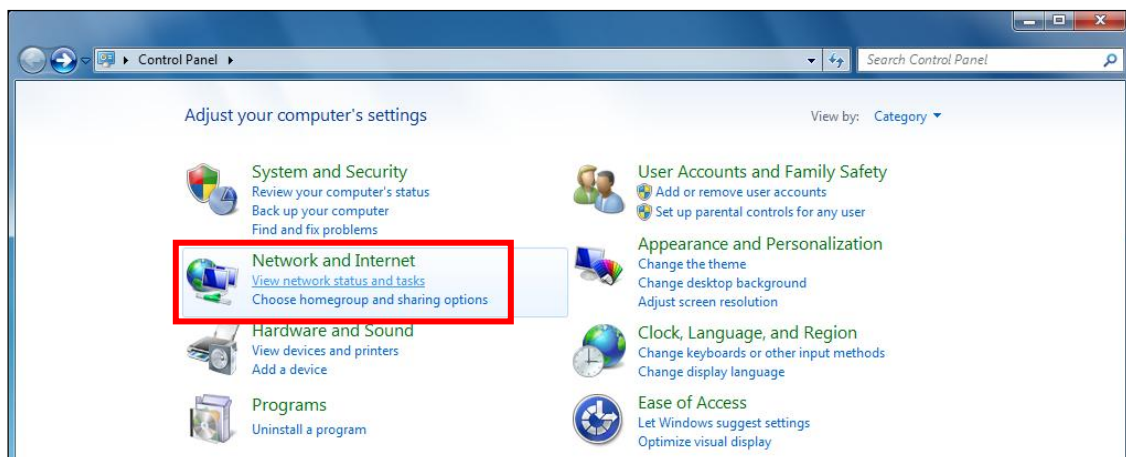 Control Panel
Search Control Panel
Adjust your computer's settings
View by: Category
System and Security
Review your computer's status
Back up your computer
Find and fix problems
Network and Internet
View network status and tasks
Choose homegroup and sharing options
Hardware and Sound
View devices and printers
Add a device
Programs
Uninstall a program
User Accounts and Family Safety
Add or remove user accounts
Set up parental controls for any user
Appearance and Personalization
Change the theme
Change desktop background
Adjust screen resolution
Clock, Language, and Region
Change keyboards or other input methods
Change display language
Ease of Access
Let Windows suggest settings
Optimize visual display